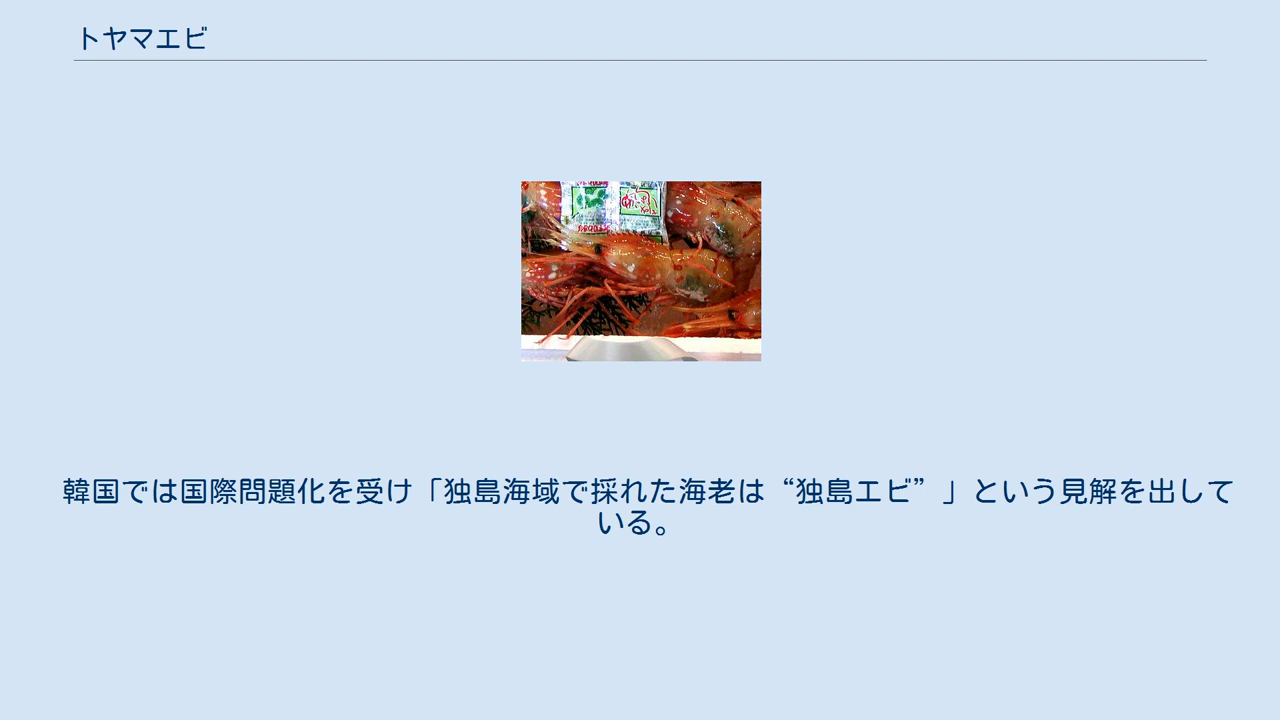 トヤマエビ
韓国では国際問題化を受け「独島海域で採れた海老は“独島エビ”」という見解を出して
いる。